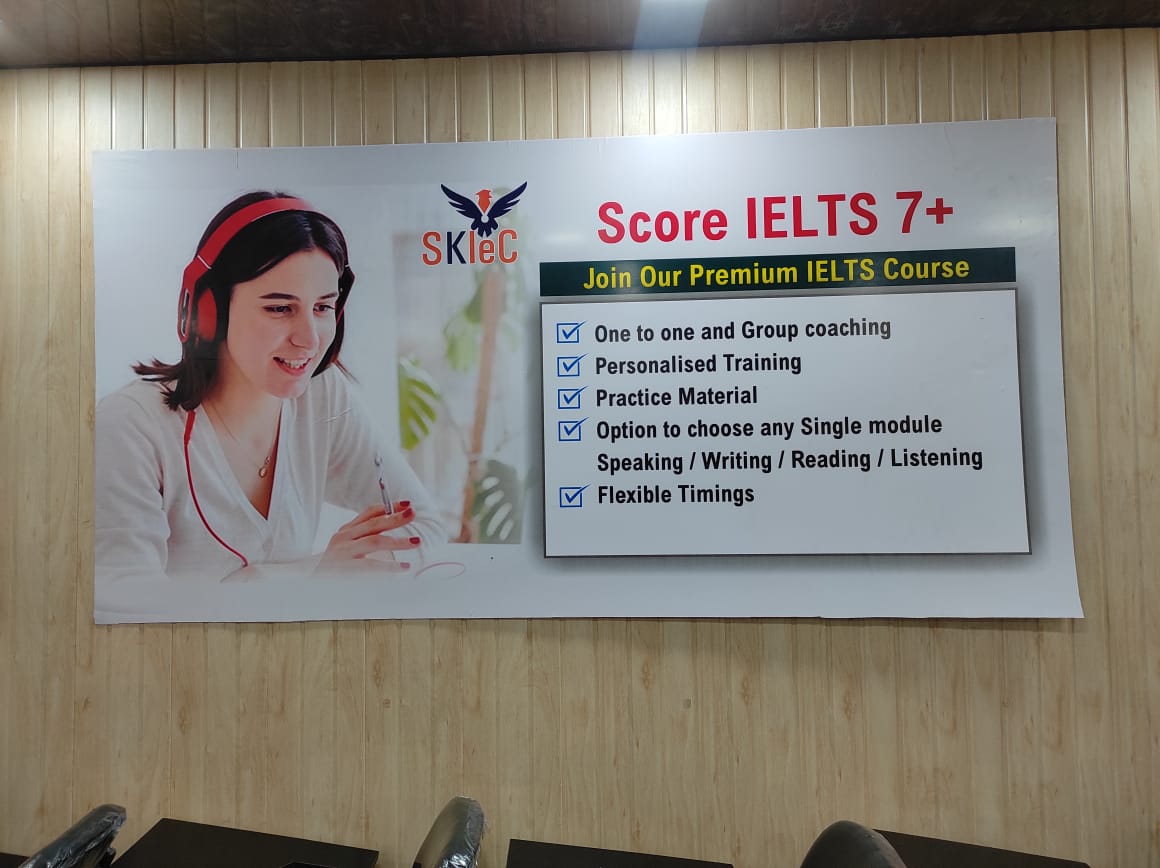 SKIeC
Score IELTS 7+
Join Our Premium IELTS Course
One to one and Group coaching
Personalised Training
Practice Material
Option to choose any Single module
Speaking / Writing / Reading / Listening
Flexible Timings